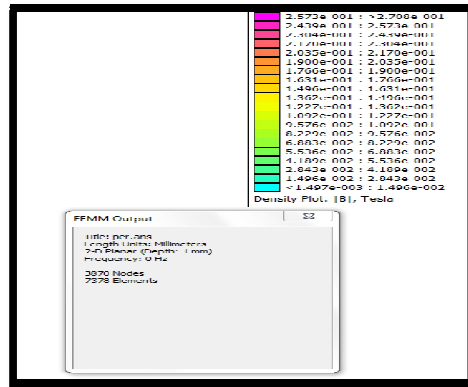 2.573e-001 : >2.708e-001
2.439e-001 : 2.573e-001
2.304e-001 : 2.439e-001
2.170e-001 : 2.304e-001
2.035e-001 : 2.170e-001
1.900e-001 : 2.035e-001
1.766e-001 : 1.900e-001
1.631e-001 : 1.766e-001
1.496e-001 : 1.631e-001
1.362e-001 : 1.496e-001
1.227e-001 : 1.362e-001
1.092e-001 : 1.227e-001
9.576e-002 : 1.092e-001
8.229e-002 : 9.576e-002
6.883e-002 : 8.229e-002
5.536e-002 : 6.883e-002
4.189e-002 : 5.536e-002
2.843e-002 : 4.189e-002
1.496e-002 : 2.843e-002
<1.497e-003 : 1.496e-002
Density Plot: |B|, Tesla
FEMM Output
Title: per.ans
Length Units: Millimeters
2-D Planar (Depth: mm)
Frequency: 0 Hz
3870 Nodes
7378 Elements